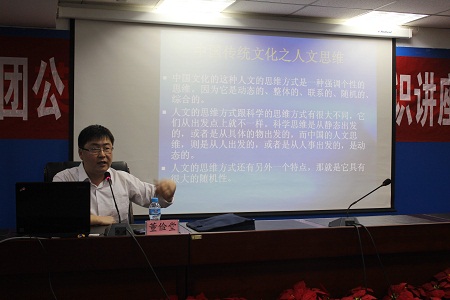 传统文化之人文思维
中国文化的这种人文的思维方式是一种强调个性的
思维，因为它是动态的、整体的、联系的、随机的、
综合的。
人文的思维方式跟科学的思维方式有很大不同。它
们从出发点上就不一样。科学思维是从静态出发
的，或者是从具体的物出发的。而中国的人文思
维，则是从人出发的，或者从人事出发的，是动
态的。
人文的思维方式还有另外一个特点，那就是它具有
很大的随机性。
团公
识讲座
董俊堂